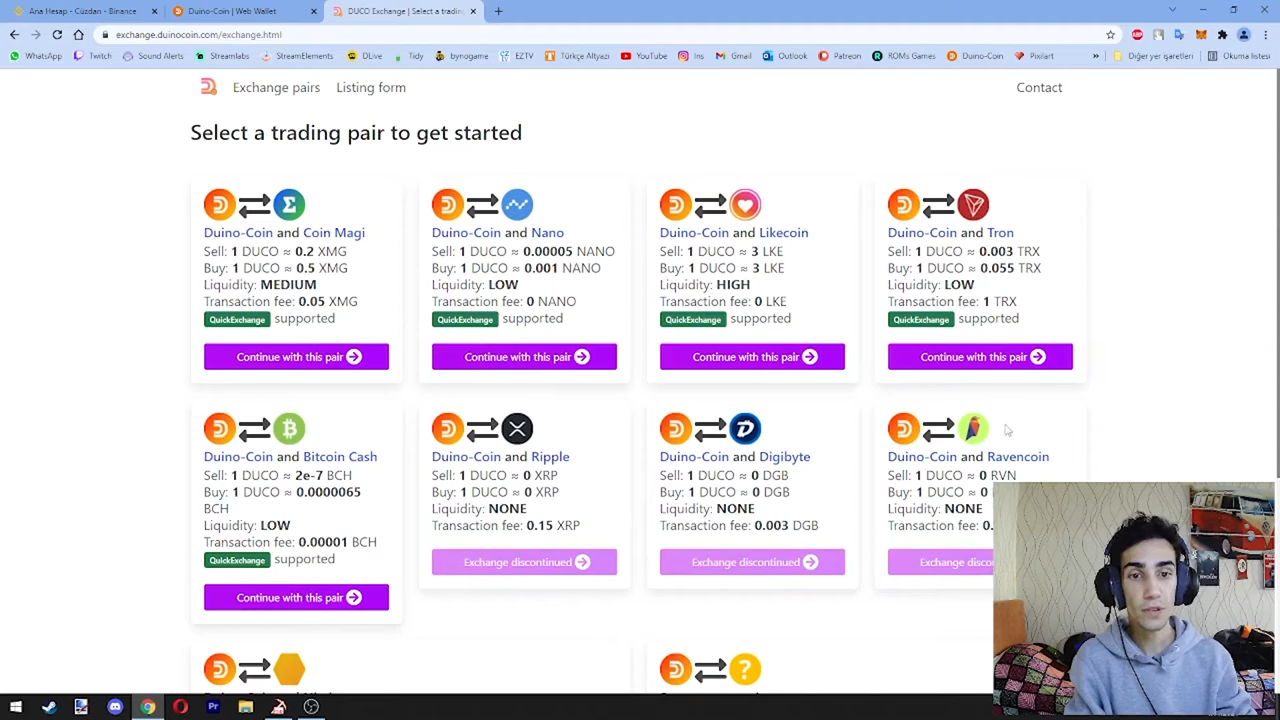 Ana Hesap - Cüzdan - Binance
Duino-Coin | Web Wallet
DUCO Exchange | Select a tradin
exchange.duinocoin.com/exchange.html
WhatsApp Twitch Sound Alerts Streamlabs StreamElements DLive Tidy bynogame EZTV Türkçe Altyazı YouTube Ins Gmail Outlook Patreon ROMs Games Duino-Coin Pixilart » Diğer yer işaretleri Okuma listesi
Exchange pairs Listing form Contact
Select a trading pair to get started
Duino-Coin and Coin Magi
Sell: 1 DUCO ≈ 0.2 XMG
Buy: 1 DUCO ≈ 0.5 XMG
Liquidity: MEDIUM
Transaction fee: 0.05 XMG
QuickExchange supported
Continue with this pair
Duino-Coin and Nano
Sell: 1 DUCO ≈ 0.00005 NANO
Buy: 1 DUCO ≈ 0.001 NANO
Liquidity: LOW
Transaction fee: 0 NANO
QuickExchange supported
Continue with this pair
Duino-Coin and Likecoin
Sell: 1 DUCO ≈ 3 LKE
Buy: 1 DUCO ≈ 3 LKE
Liquidity: HIGH
Transaction fee: 0 LKE
QuickExchange supported
Continue with this pair
Duino-Coin and Tron
Sell: 1 DUCO ≈ 0.003 TRX
Buy: 1 DUCO ≈ 0.055 TRX
Liquidity: LOW
Transaction fee: 1 TRX
QuickExchange supported
Continue with this pair
Duino-Coin and Bitcoin Cash
Sell: 1 DUCO ≈ 2e-7 BCH
Buy: 1 DUCO ≈ 0.0000065
BCH
Liquidity: LOW
Transaction fee: 0.00001 BCH
QuickExchange supported
Continue with this pair
Duino-Coin and Ripple
Sell: 1 DUCO ≈ 0 XRP
Buy: 1 DUCO ≈ 0 XRP
Liquidity: NONE
Transaction fee: 0.15 XRP
Exchange discontinued
Duino-Coin and Digibyte
Sell: 1 DUCO ≈ 0 DGB
Buy: 1 DUCO ≈ 0 DGB
Liquidity: NONE
Transaction fee: 0.003 DGB
Exchange discontinued
Duino-Coin and Ravencoin
Sell: 1 DUCO ≈ 0 RVN
Buy: 1 DUCO ≈ 0
Liquidity: NONE
Transaction fee: 0.
Exchange disco